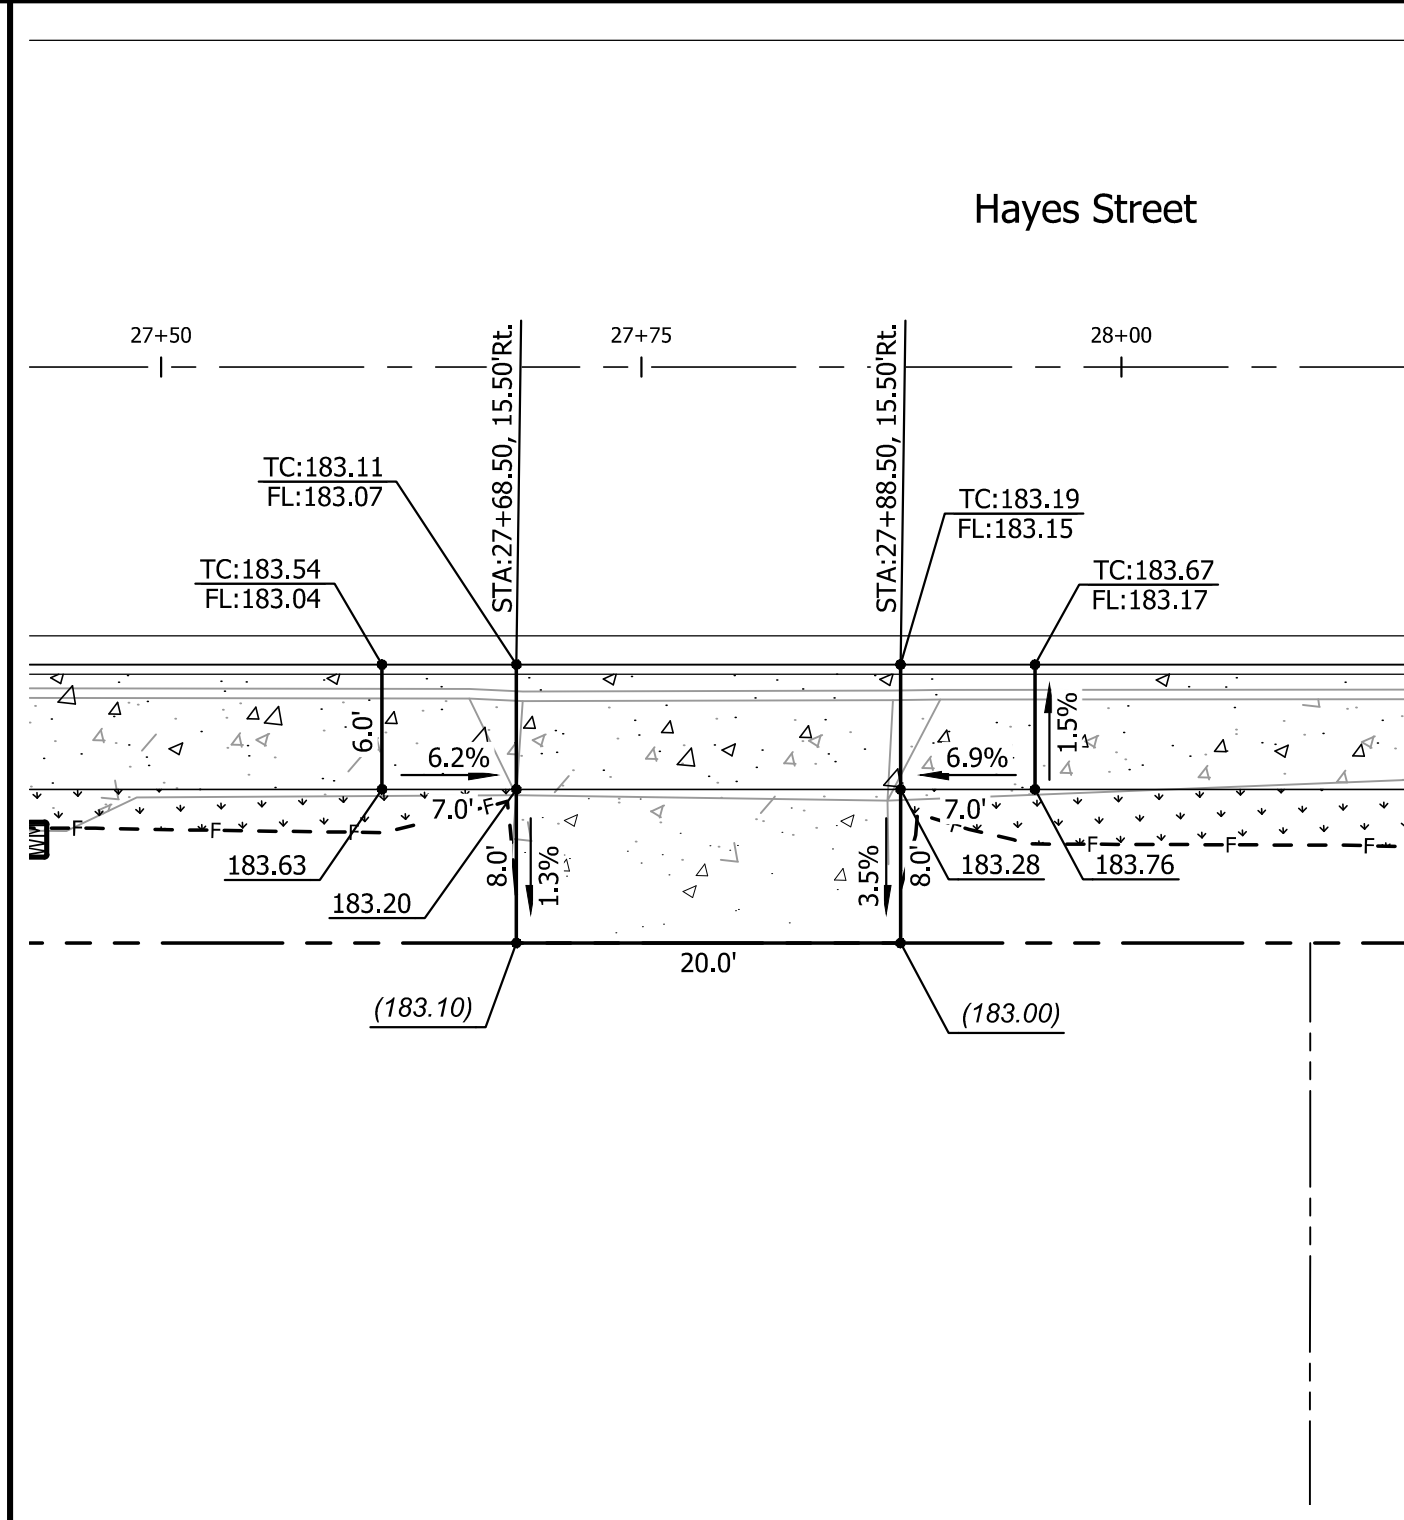 Hayes Street
27+50
27+75
28+00
STA:27+68.50, 15.50'Rt.
STA:27+88.50, 15.50'Rt.
TC:183.11
FL:183.07
TC:183.19
FL:183.15
TC:183.54
FL:183.04
TC:183.67
FL:183.17
6.0'
6.2%
6.9%
1.5%
7.0'
F
7.0'
F
F
F
F
F
F
F
WM
183.63
183.20
8.0'
1.3%
3.5%
8.0'
183.28
183.76
20.0'
(183.10)
(183.00)